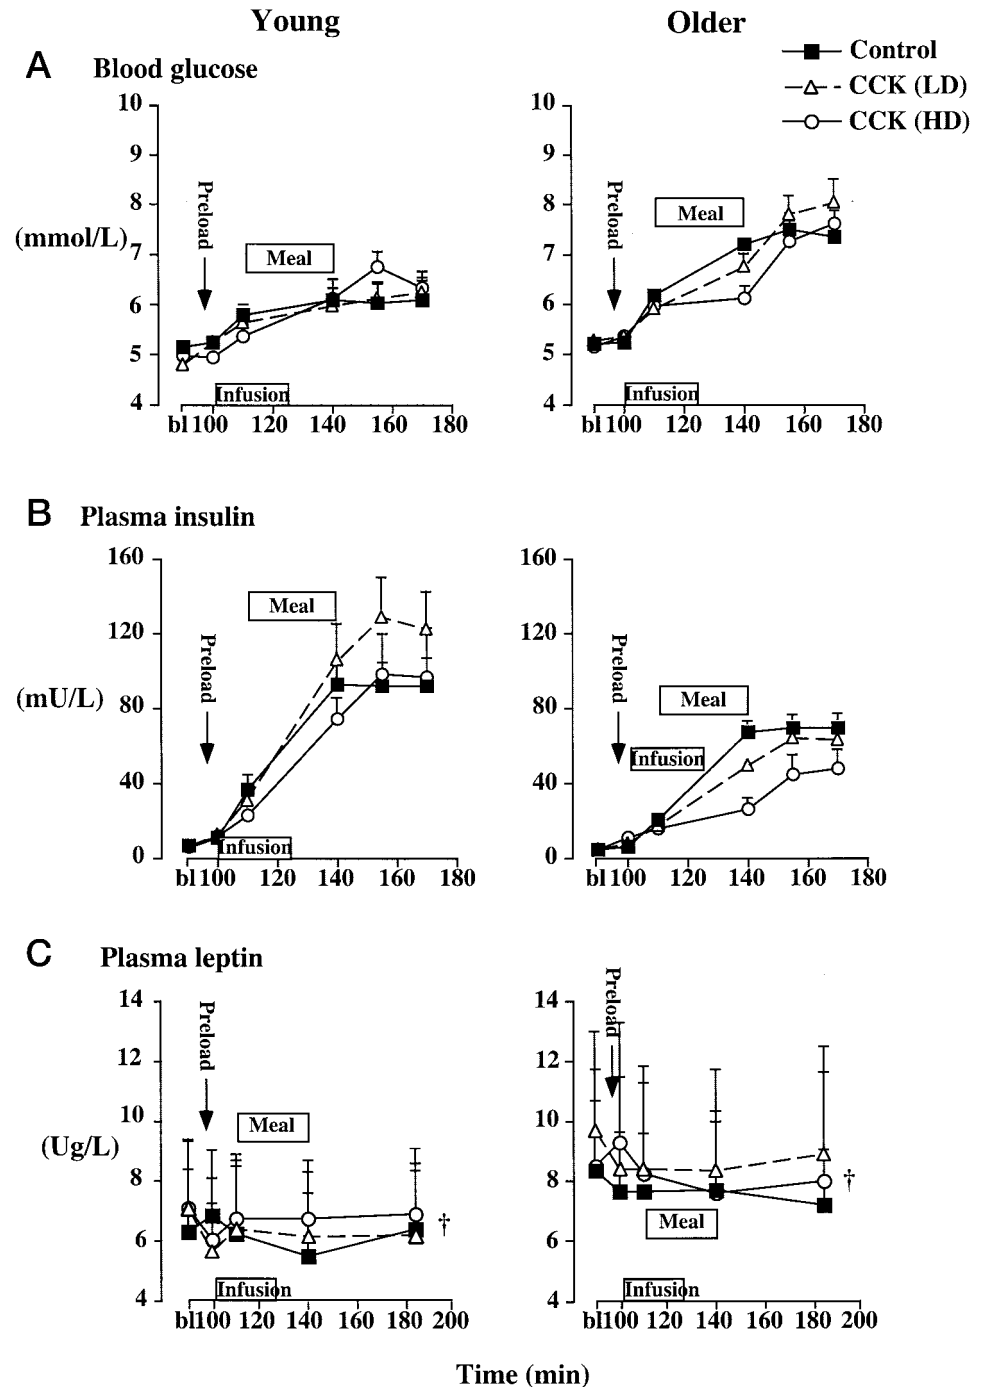 Young
Older
Control
CCK (LD)
CCK (HD)
A Blood glucose
10
9
8
7
6
5
4
(mmol/L)
Preload
Meal
Infusion
bl 100 120 140 160 180
10
9
8
7
6
5
4
Preload
Meal
Infusion
bl 100 120 140 160 180
B Plasma insulin
160
120
80
40
0
(mU/L)
Preload
Meal
Infusion
bl 100 120 140 160 180
160
120
80
40
0
Preload
Meal
Infusion
bl 100 120 140 160 180
C Plasma leptin
14
12
10
8
6
4
(Ug/L)
Preload
Meal
†
Infusion
bl 100 120 140 160 180 200
14
12
10
8
6
4
Preload
†
Meal
Infusion
bl 100 120 140 160 180 200
Time (min)